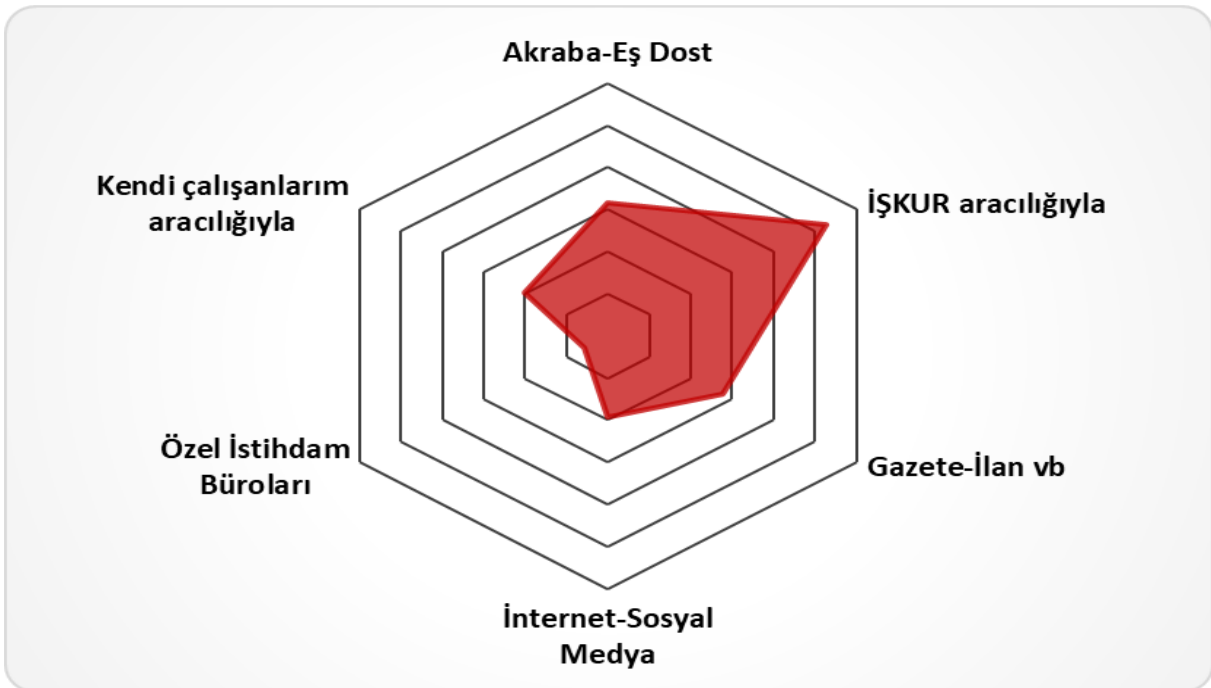 Akraba-Eş Dost
İŞKUR aracılığıyla
Gazete-İlan vb
İnternet-Sosyal
Medya
Özel İstihdam
Büroları
Kendi çalışanlarım
aracılığıyla